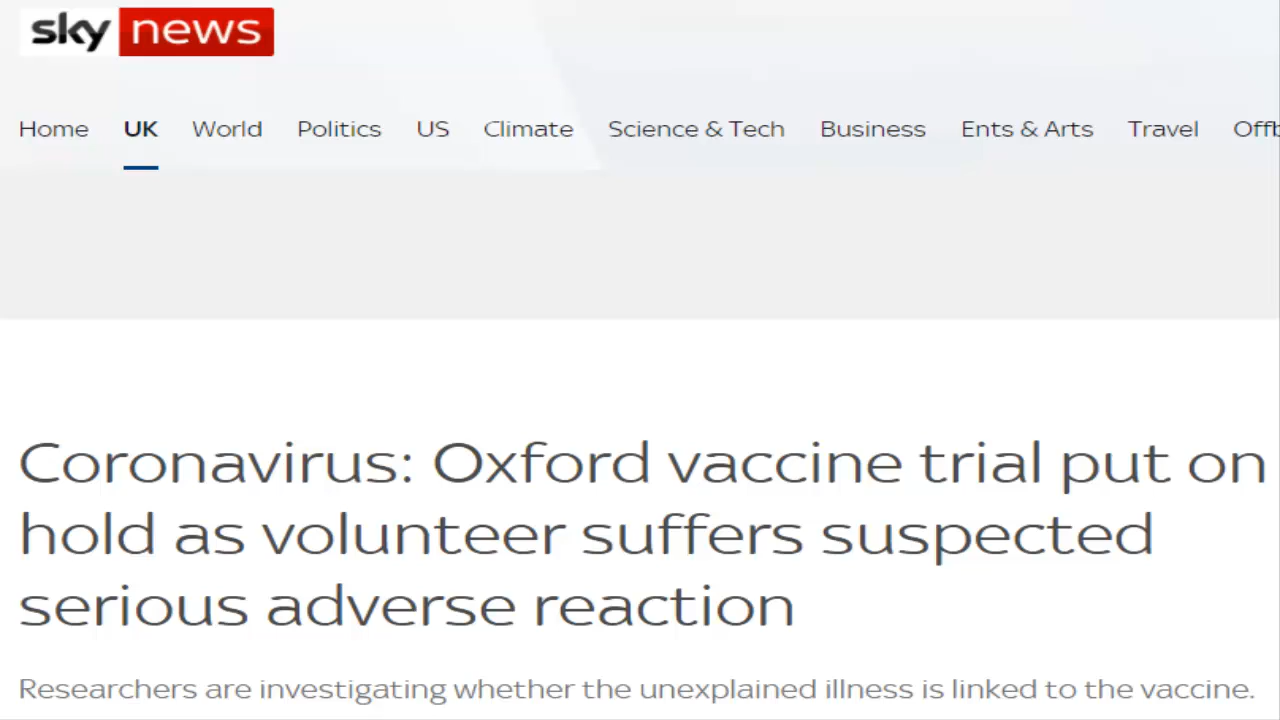 sky news
Home UK World Politics US Climate Science & Tech Business Ents & Arts Travel
Coronavirus: Oxford vaccine trial put on
hold as volunteer suffers suspected
serious adverse reaction
Researchers are investigating whether the unexplained illness is linked to the vaccine.